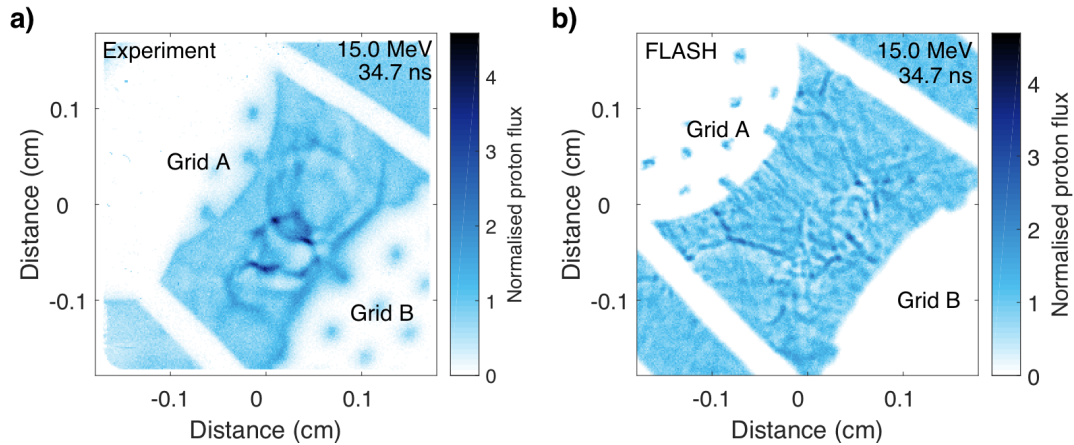 a)
Experiment
15.0 MeV
34.7 ns
Grid A
Grid B
0.1
0
-0.1
-0.1
0
0.1
Distance (cm)
Distance (cm)
4
3
2
1
0
Normalised proton flux
b)
FLASH
15.0 MeV
34.7 ns
Grid A
Grid B
0.1
0
-0.1
-0.1
0
0.1
Distance (cm)
Distance (cm)
4
3
2
1
0
Normalised proton flux